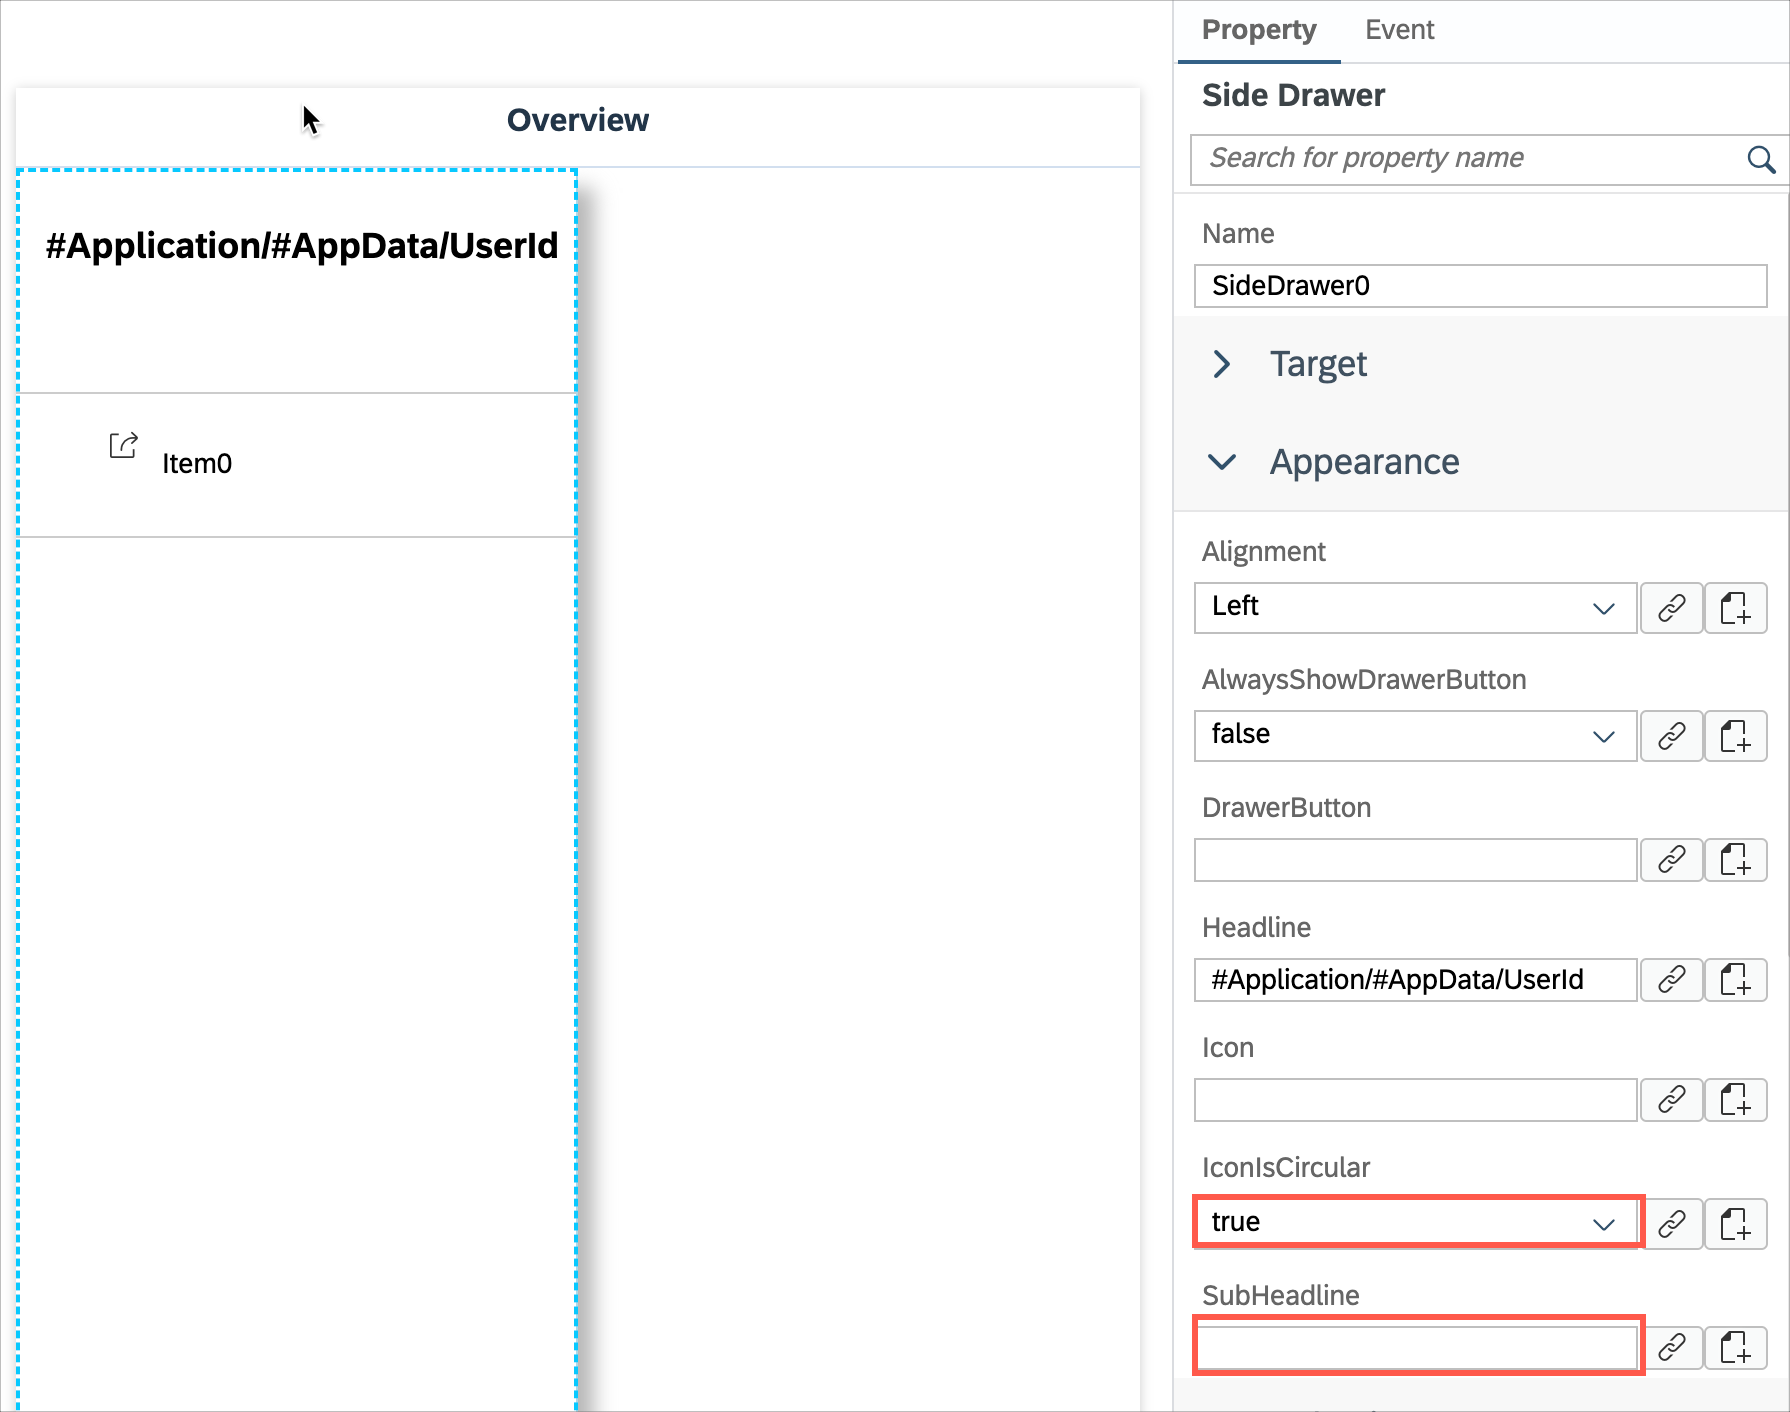 Overview
#Application/#AppData/UserId
Item0
Property Event
Side Drawer
Search for property name
Name
SideDrawer0
Target
Appearance
Alignment
Left
AlwaysShowDrawerButton
false
DrawerButton
Headline
#Application/#AppData/UserId
Icon
IconIsCircular
true
SubHeadline